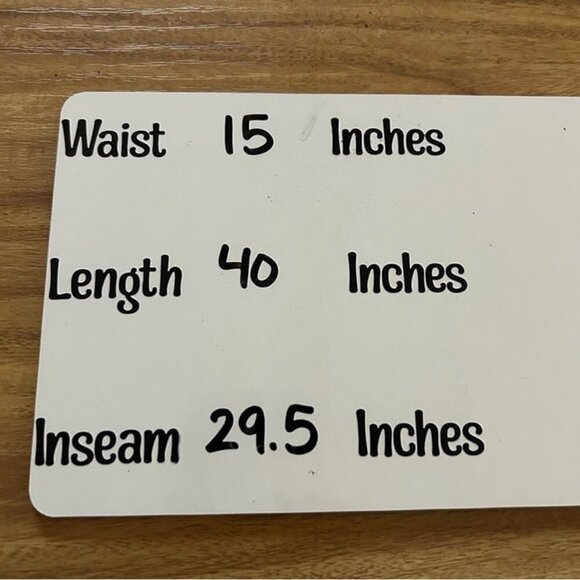 Waist 15 Inches
Length 40 Inches
Inseam 29.5 Inches